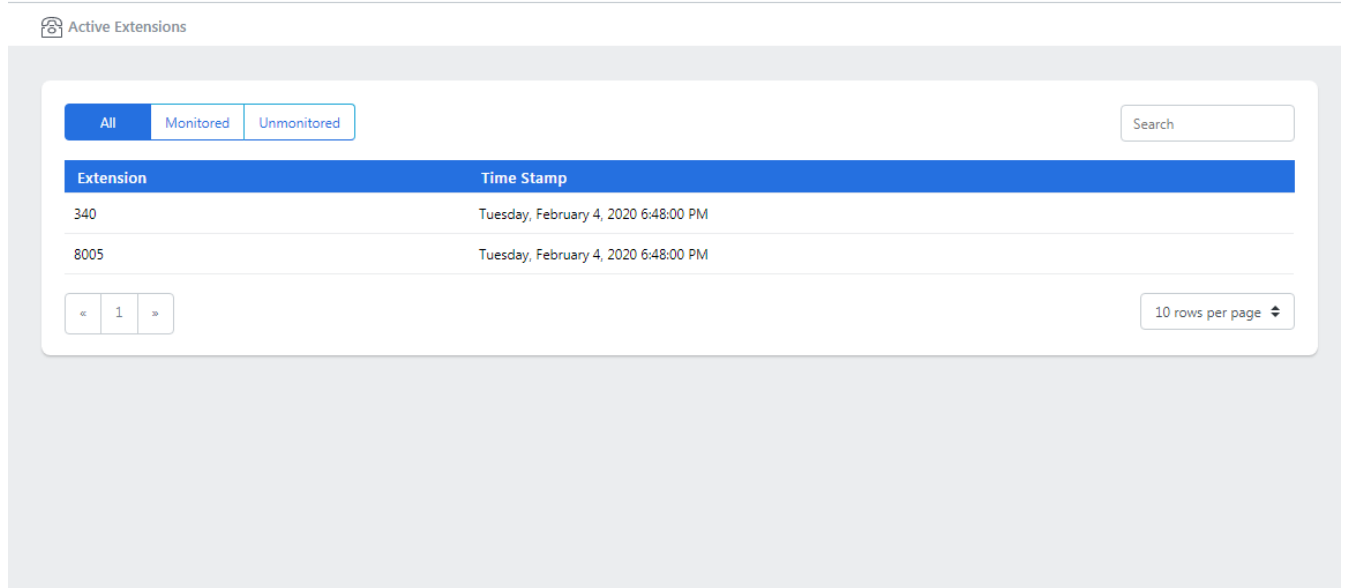 Active Extensions
All Monitored Unmonitored Search
Extension Time Stamp
340 Tuesday, February 4, 2020 6:48:00 PM
8005 Tuesday, February 4, 2020 6:48:00 PM
« 1 » 10 rows per page